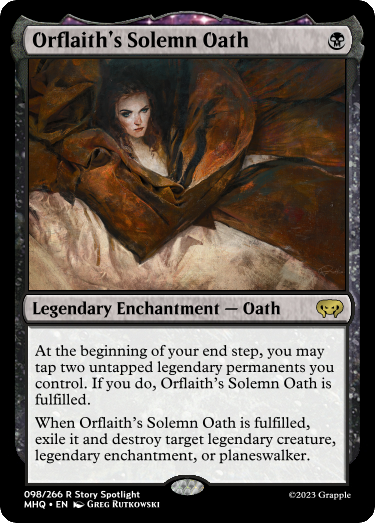 Orflaith's Solemn Oath
Legendary Enchantment — Oath
At the beginning of your end step, you may
tap two untapped legendary permanents you
control. If you do, Orflaith's Solemn Oath is
fulfilled.
When Orflaith's Solemn Oath is fulfilled,
exile it and destroy target legendary creature,
legendary enchantment, or planeswalker.
098/266 R Story Spotlight
MHQ • EN Greg Rutkowski
©2023 Grapple